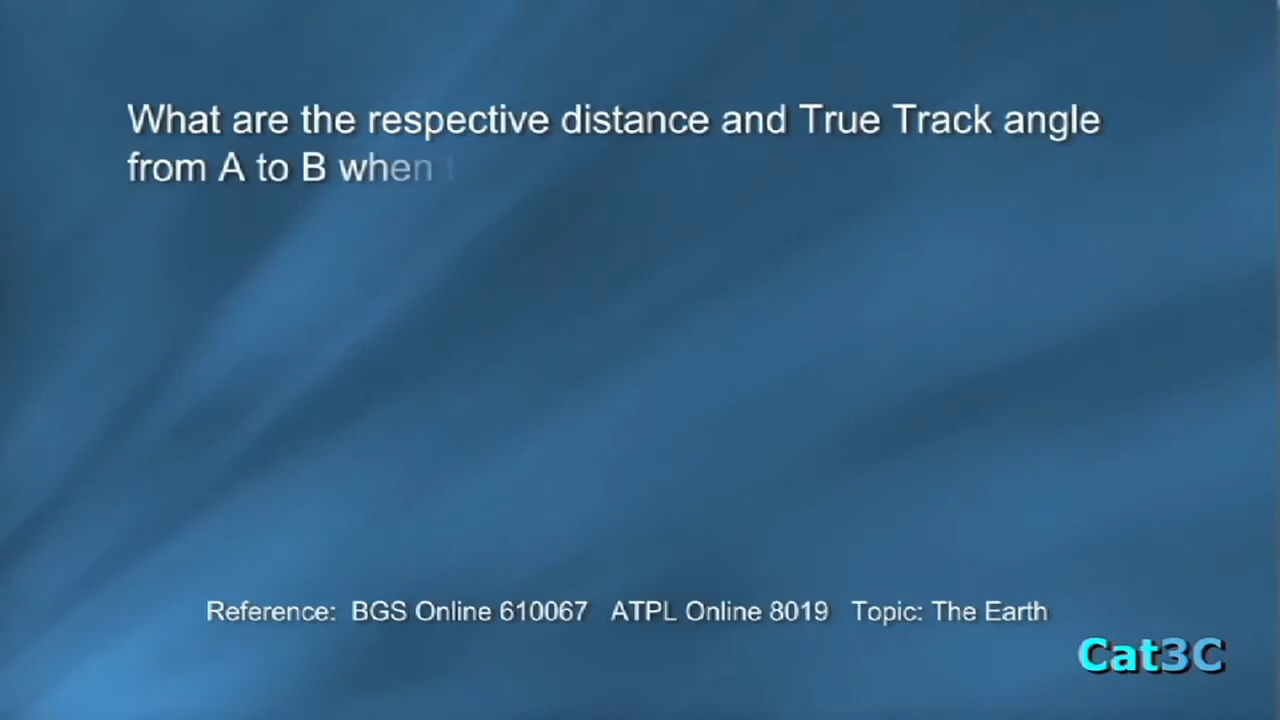 What are the respective distance and True Track angle
from A to B when
Reference: BGS Online 610067 ATPL Online 8019 Topic: The Earth
Cat3C